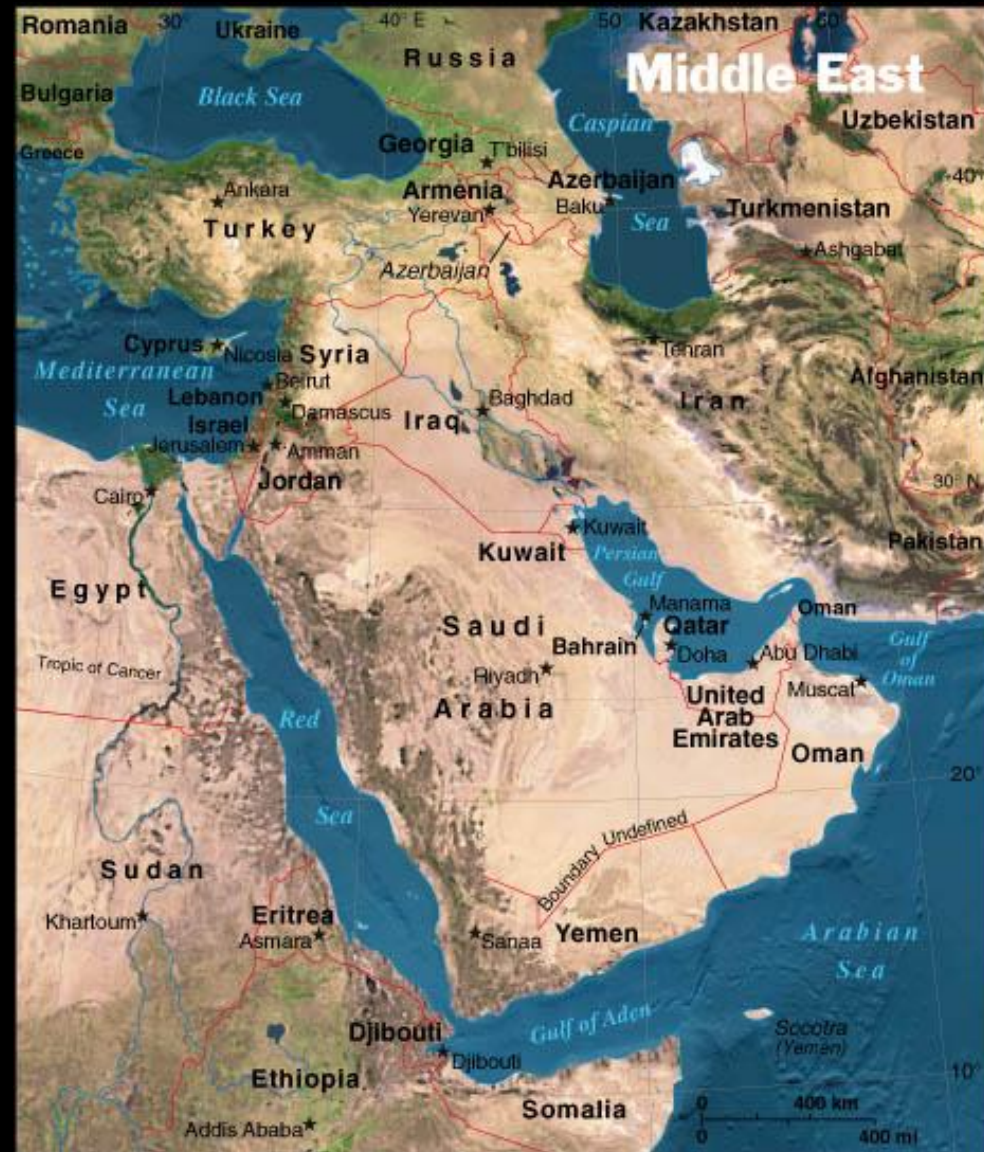 Romania
30°
Ukraine
40° E
Russia
50
Kazakhstan
60
Middle East
Bulgaria
Black Sea
Caspian
Sea
Uzbekistan
Greece
Georgia
T'bilisi
40°
Ankara
Turkey
Armenia
Yerevan
Azerbaijan
Baku
Turkmenistan
Azerbaijan
Ashgabat
Cyprus
Nicosia
Syria
Tehran
Mediterranean
Sea
Beirut
Lebanon
Damascus
Israel
Jerusalem
Amman
Jordan
Iraq
Baghdad
Iran
Afghanistan
Cairo
30° N
Kuwait
Kuwait
Persian
Gulf
Pakistan
Egypt
Manama
Bahrain
Qatar
Doha
Oman
Gulf
of
Oman
Saudi
Arabia
Riyadh
Abu Dhabi
Muscat
Tropic of Cancer
United
Arab
Emirates
Oman
Red
Sea
20°
Boundary Undefined
Sudan
Khartoum
Eritrea
Asmara
Sanaa
Yemen
Arabian
Sea
Djibouti
Djibouti
Gulf of Aden
Socotra
(Yemen)
Ethiopia
10°
Somalia
Addis Ababa
0
400 km
0
400 mi